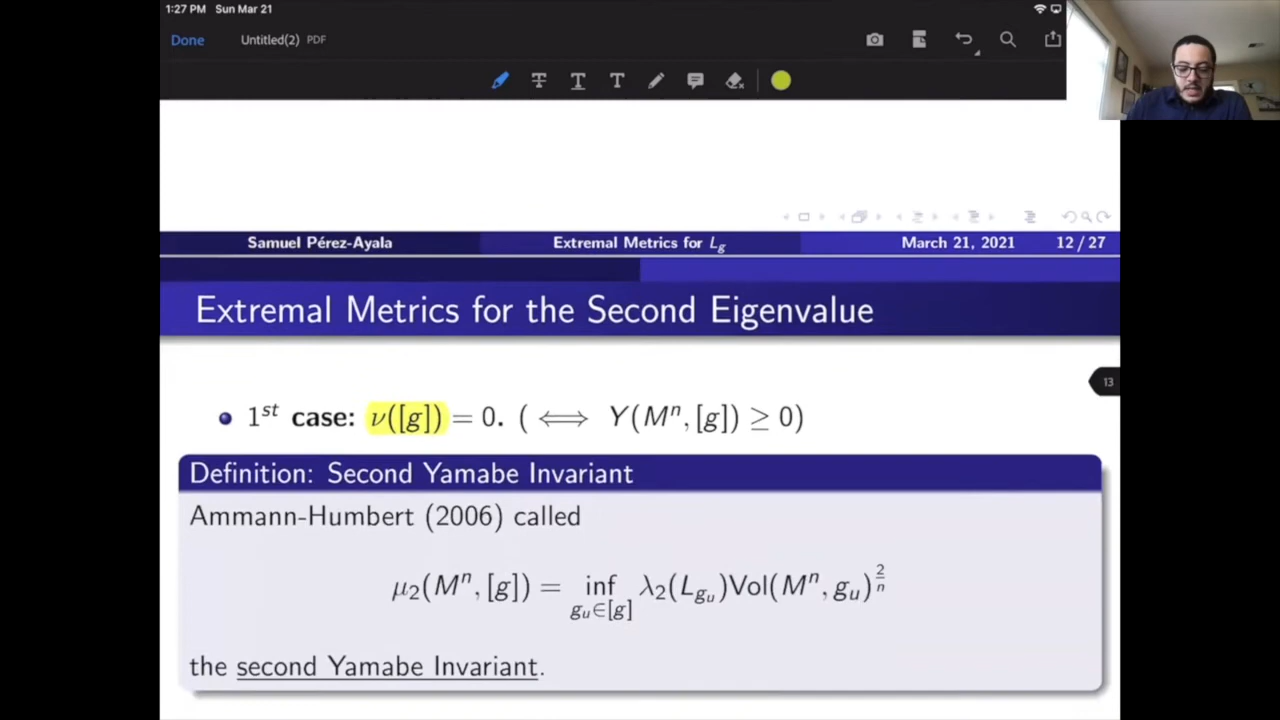 1:27 PM Sun Mar 21
Done Untitled(2) PDF
Samuel Pérez-Ayala Extremal Metrics for L_g March 21, 2021 12 / 27
Extremal Metrics for the Second Eigenvalue
13
1^{st} case: ν([g]) = 0. ( ⟺ Y(M^n, [g]) ≥ 0)
Definition: Second Yamabe Invariant
Ammann-Humbert (2006) called
μ_2(M^n, [g]) = inf_{g_u∈[g]} λ_2(L_{g_u})Vol(M^n, g_u)^{2/n}
the second Yamabe Invariant.